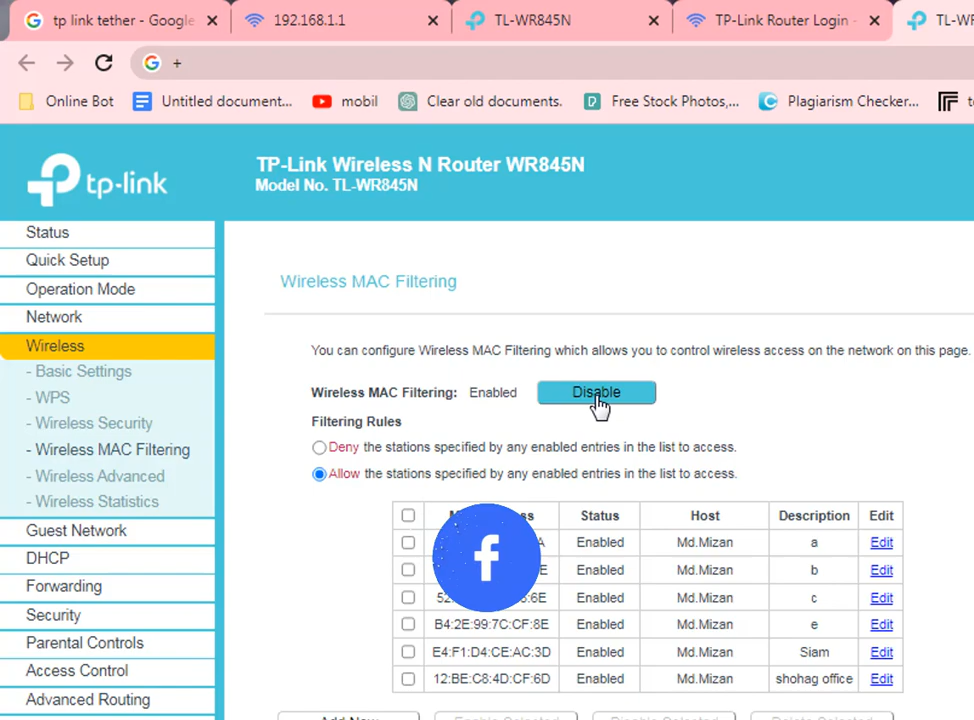 tp link tether - Google
192.168.1.1
TL-WR845N
TP-Link Router Login -
TL-WR
Online Bot
Untitled document...
mobil
Clear old documents.
Free Stock Photos,...
Plagiarism Checker...
tp-link
TP-Link Wireless N Router WR845N
Model No. TL-WR845N
Status
Quick Setup
Operation Mode
Network
Wireless
- Basic Settings
- WPS
- Wireless Security
- Wireless MAC Filtering
- Wireless Advanced
- Wireless Statistics
Guest Network
DHCP
Forwarding
Security
Parental Controls
Access Control
Advanced Routing
Wireless MAC Filtering
You can configure Wireless MAC Filtering which allows you to control wireless access on the network on this page.
Wireless MAC Filtering: Enabled Disable
Filtering Rules
Deny the stations specified by any enabled entries in the list to access.
Allow the stations specified by any enabled entries in the list to access.
Status Host Description Edit
Enabled Md.Mizan a Edit
Enabled Md.Mizan b Edit
Enabled Md.Mizan c Edit
B4:2E:99:7C:CF:8E Enabled Md.Mizan e Edit
E4:F1:D4:CE:AC:3D Enabled Md.Mizan Siam Edit
12:BE:C8:4D:CF:6D Enabled Md.Mizan shohag office Edit
Add New Enable Selected Disable Selected Delete Selected